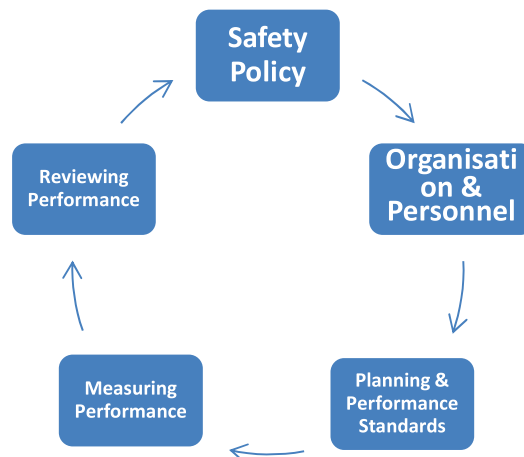 Safety
Policy
Organisati
on &
Personnel
Planning &
Performance
Standards
Measuring
Performance
Reviewing
Performance